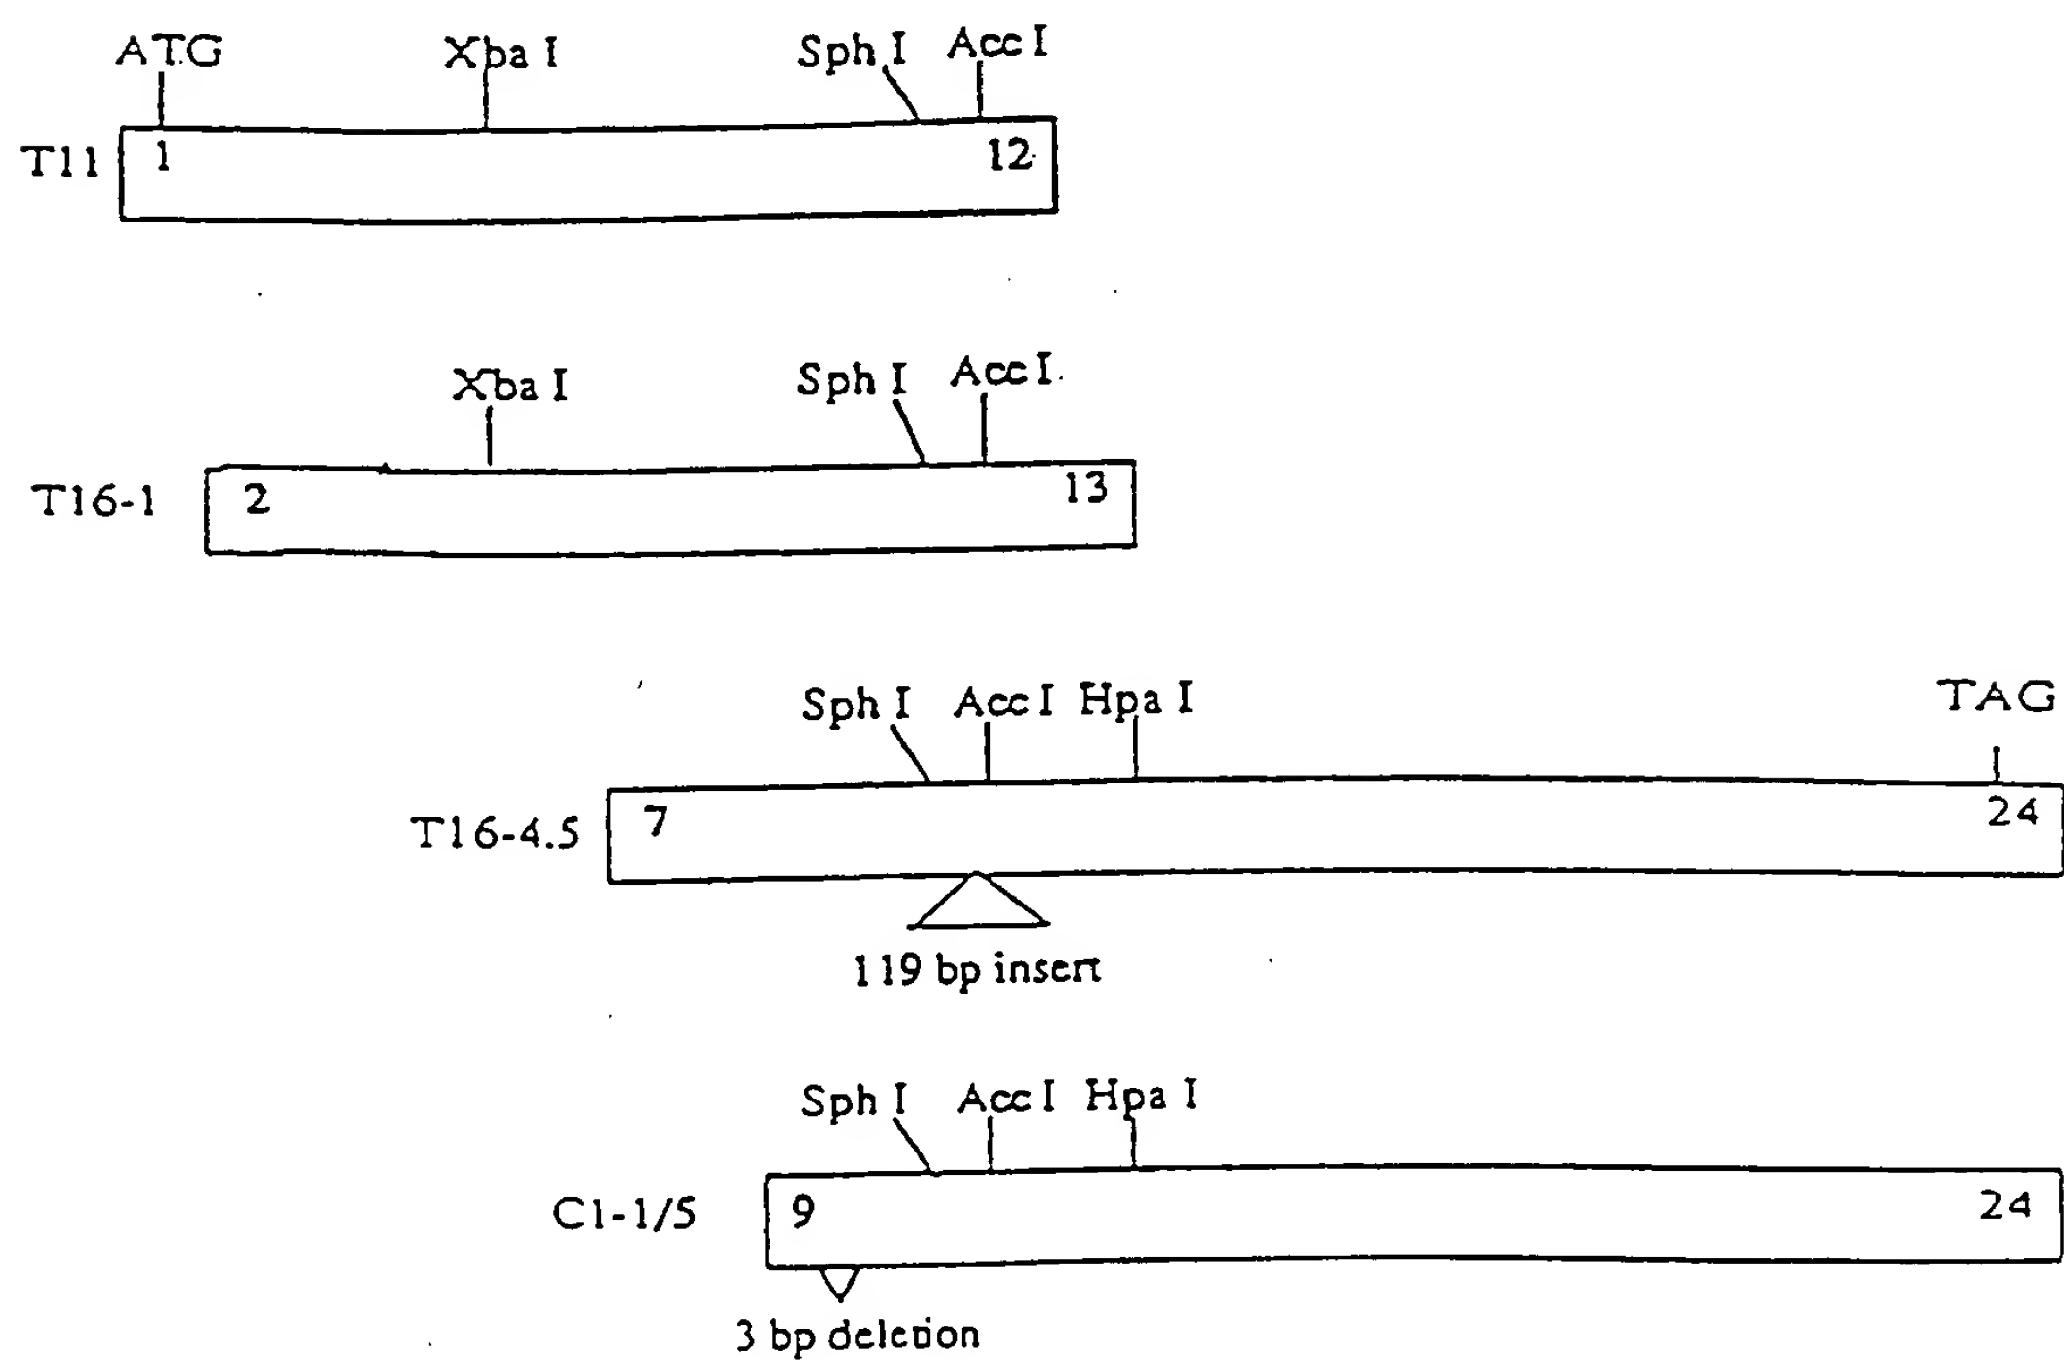 ATG Xba I Sph I Acc I
T11 1 12
Xba I Sph I Acc I
T16-1 2 13
Sph I Acc I Hpa I TAG
T16-4.5 7 24
119 bp insert
Sph I Acc I Hpa I
C1-1/5 9 24
3 bp deletion